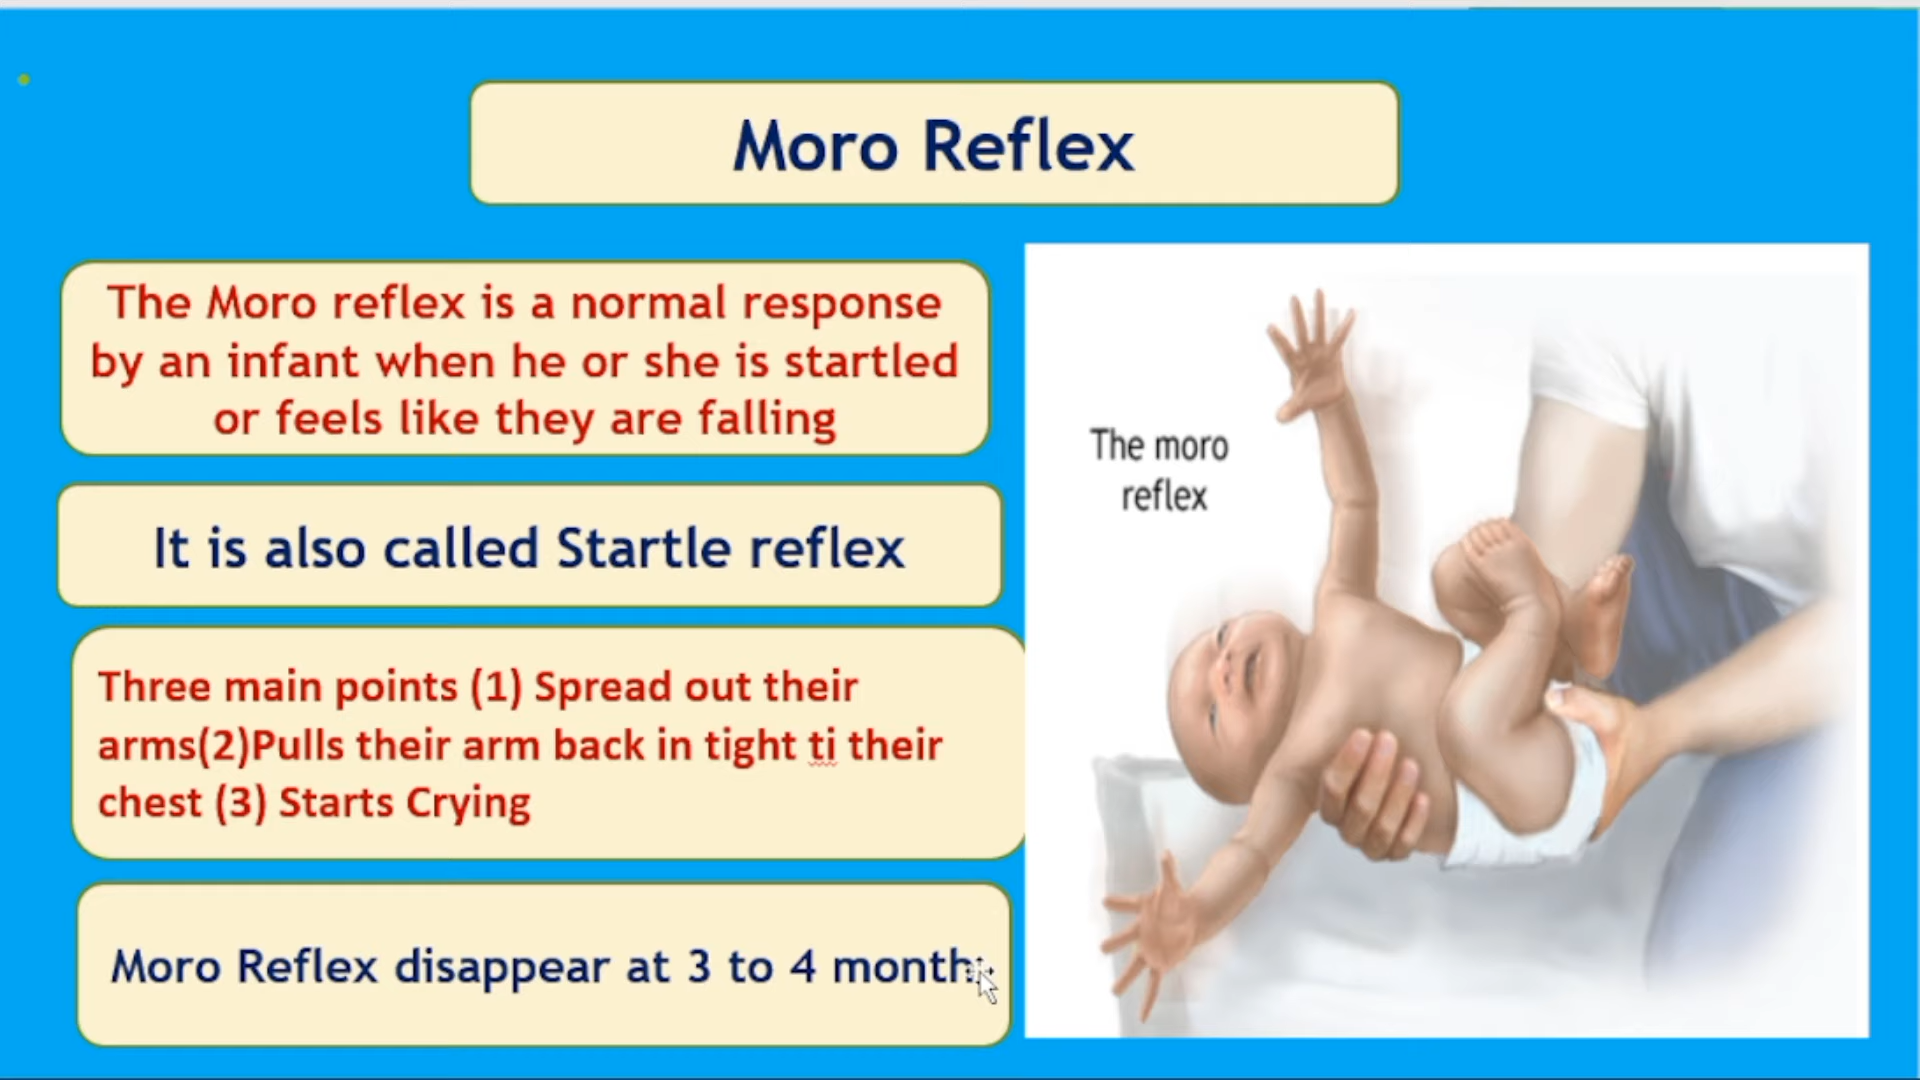 Moro Reflex
The Moro reflex is a normal response
by an infant when he or she is startled
or feels like they are falling
It is also called Startle reflex
Three main points (1) Spread out their
arms(2)Pulls their arm back in tight ti their
chest (3) Starts Crying
Moro Reflex disappear at 3 to 4 month
The moro
reflex